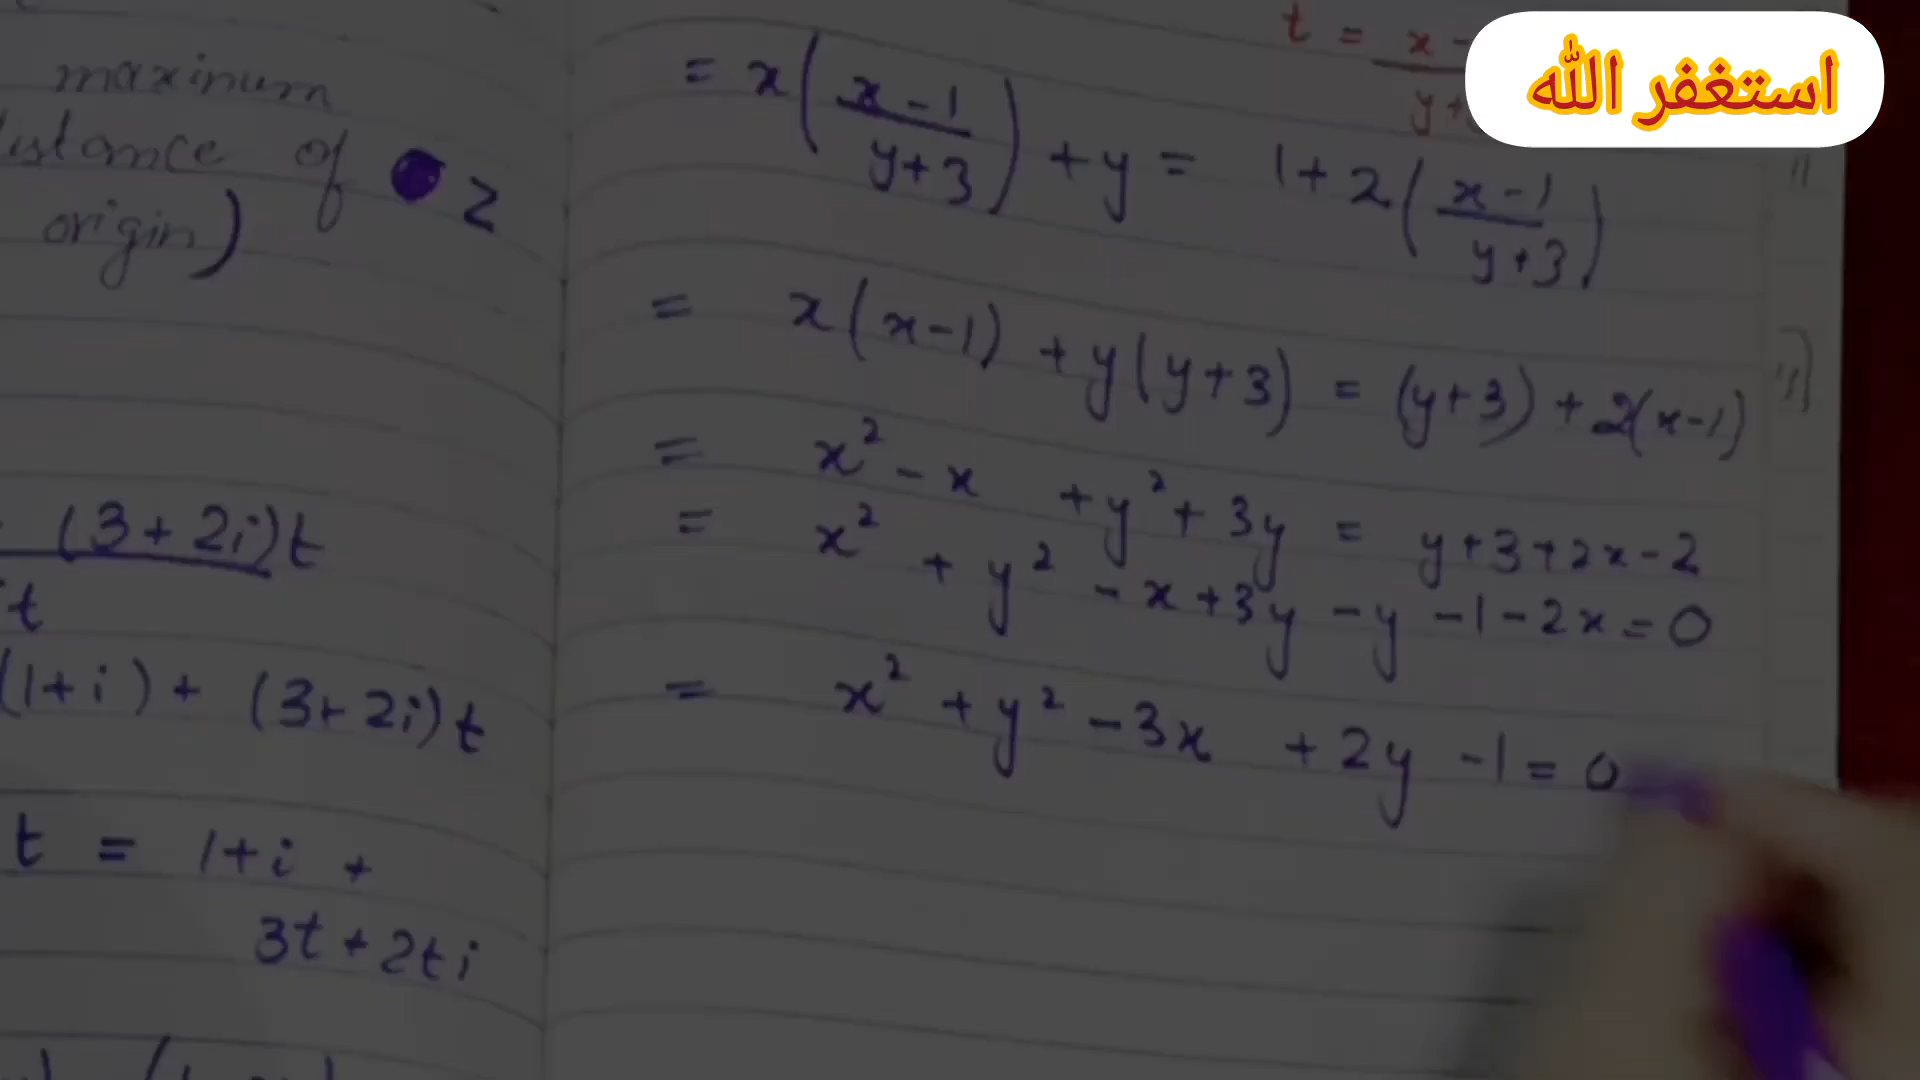 maxinum
distance of z
origin)
(3+2i)t
t
(1+i) + (3+2i)t
t = 1+i +
3t + 2ti
t = x -
y+
استغفر الله
= x(x-1/y+3) + y = 1+2(x-1/y+3)
= x(x-1) + y(y+3) = (y+3) + 2(x-1)
= x² - x + y² + 3y = y+3+2x-2
= x² + y² - x + 3y - y - 1 - 2x = 0
= x² + y² - 3x + 2y - 1 = 0